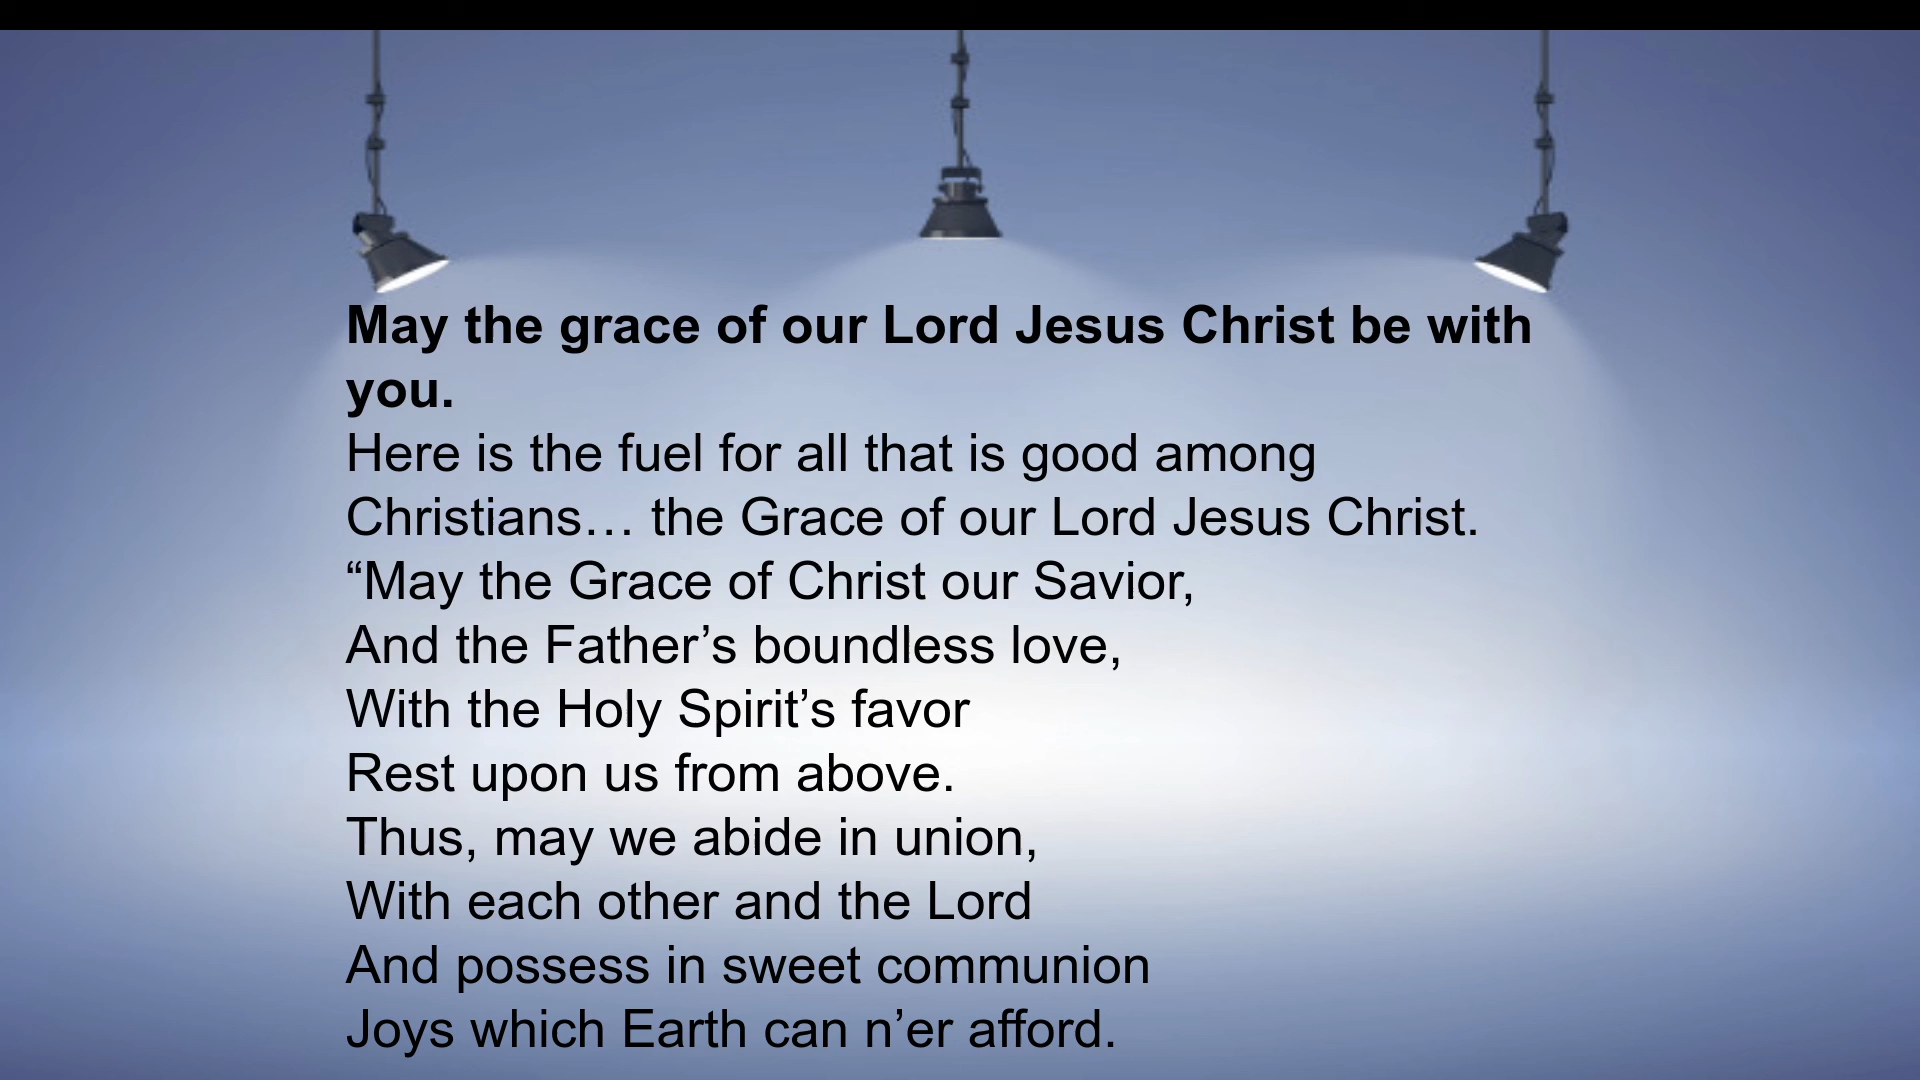 May the grace of our Lord Jesus Christ be with
you.
Here is the fuel for all that is good among
Christians… the Grace of our Lord Jesus Christ.
“May the Grace of Christ our Savior,
And the Father’s boundless love,
With the Holy Spirit’s favor
Rest upon us from above.
Thus, may we abide in union,
With each other and the Lord
And possess in sweet communion
Joys which Earth can n’er afford.